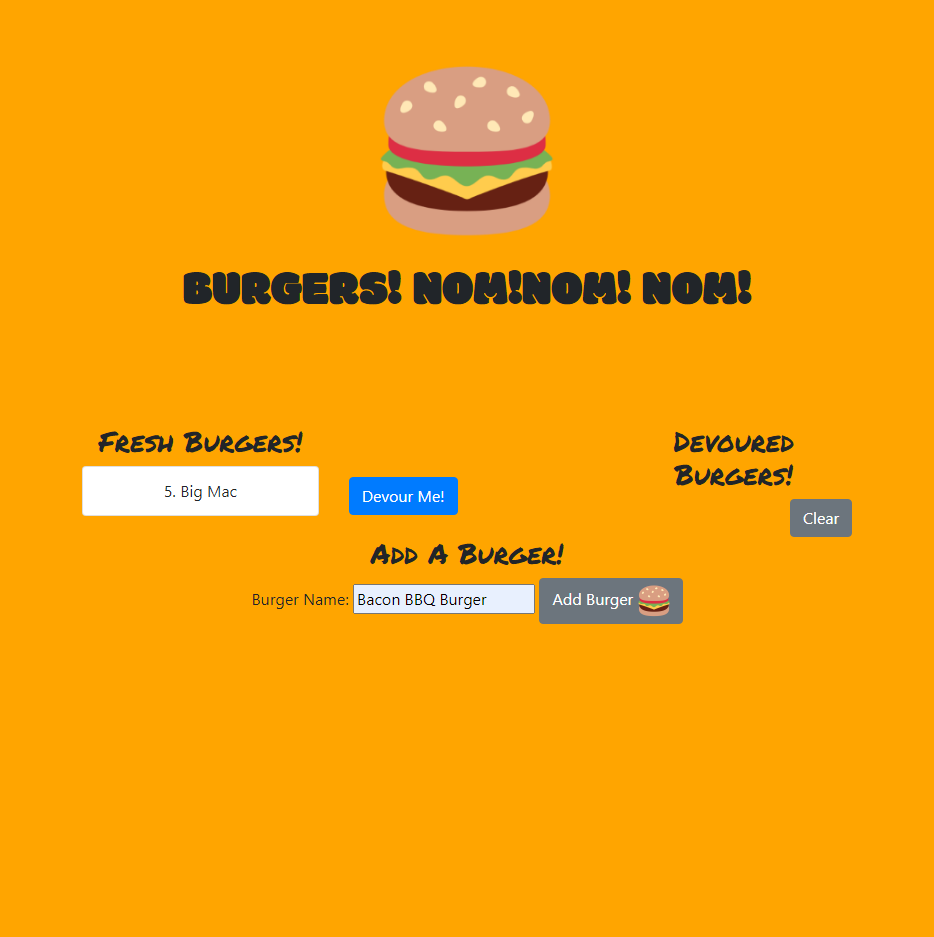 BURGERS! NOM!NOM! NOM!
Fresh Burgers!
5. Big Mac
Devour Me!
Devoured
Burgers!
Clear
Add A Burger!
Burger Name: Bacon BBQ Burger Add Burger